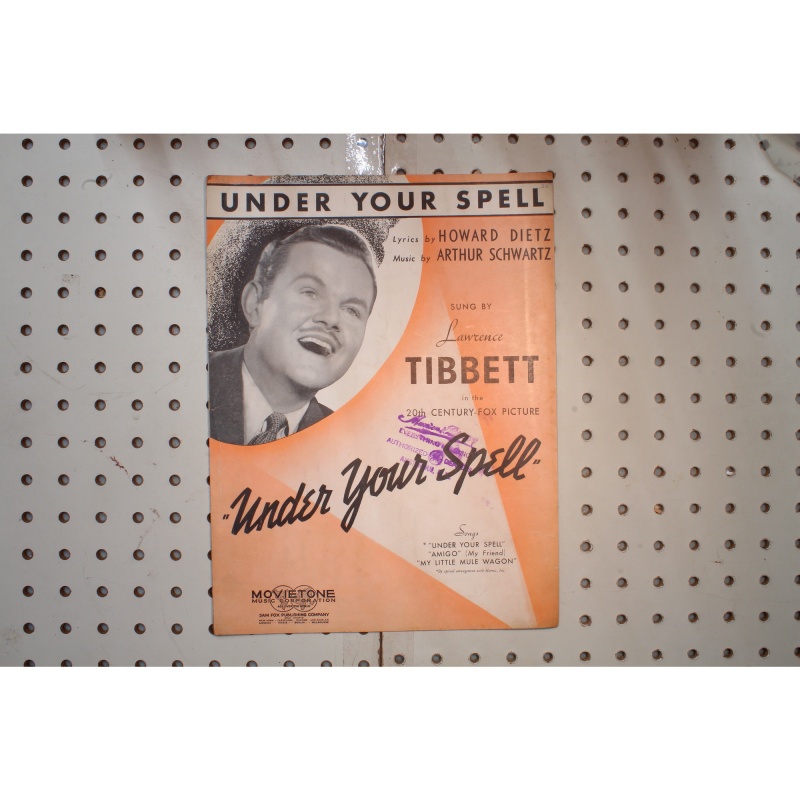 UNDER YOUR SPELL
Lyrics by HOWARD DIETZ
Music by ARTHUR SCHWARTZ
SUNG BY
Lawrence
TIBBETT
in the
20th CENTURY-FOX PICTURE
EVERYTHING
AUTHORIZED
"Under Your Spell"
Songs
* "UNDER YOUR SPELL"
"AMIGO" (My Friend)
"MY LITTLE MULE WAGON"
MOVIETONE
MUSIC CORPORATION
SAM FOX PUBLISHING COMPANY